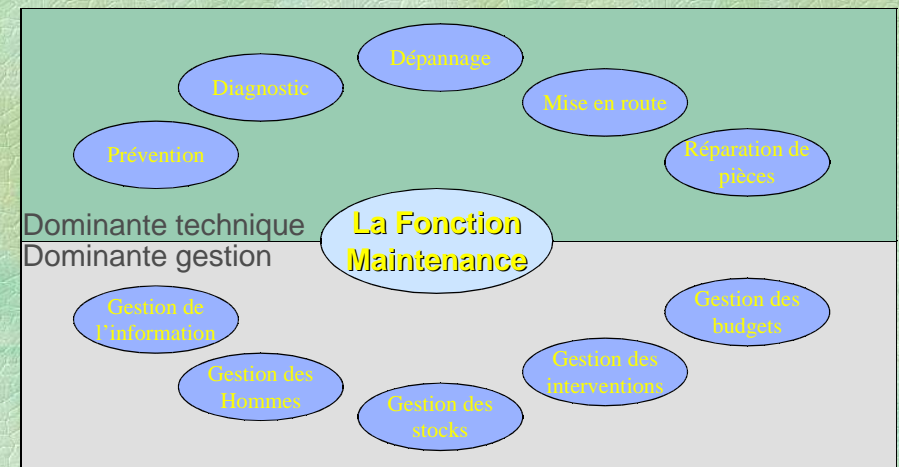 Dépannage
Diagnostic
Mise en route
Prévention
Réparation de
pièces
Dominante technique
La Fonction
Maintenance
Dominante gestion
Gestion de
l'information
Gestion des
Hommes
Gestion des
stocks
Gestion des
interventions
Gestion des
budgets